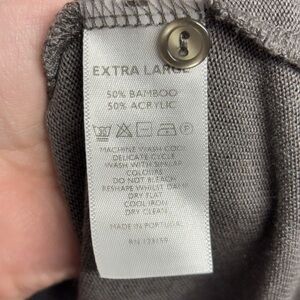 EXTRA LARGE
50% BAMBOO
50% ACRYLIC
MACHINE WASH COOL
DELICATE CYCLE
WASH WITH SIMILAR
COLOURS
DO NOT BLEACH
RESHAPE WHILST DAMP
DRY FLAT
COOL IRON
DRY CLEAN
MADE IN PORTUGAL
RN